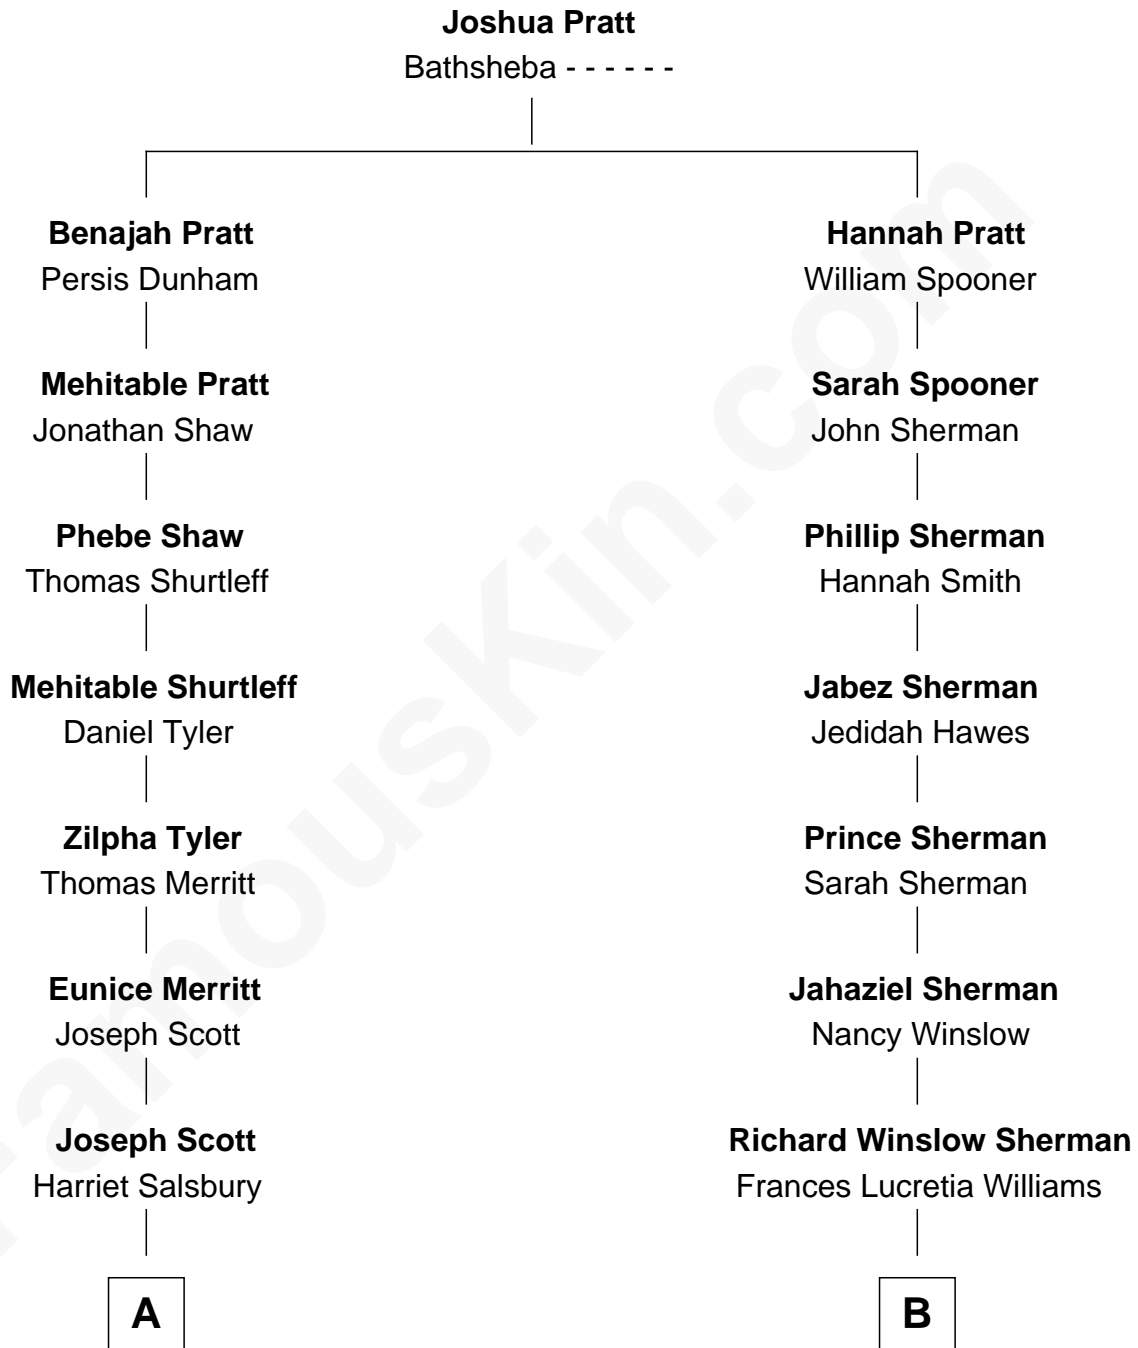 Joshua Pratt
Bathsheba - - - - - -
Benajah Pratt
Persis Dunham
Hannah Pratt
William Spooner
Mehitable Pratt
Jonathan Shaw
Sarah Spooner
John Sherman
Phebe Shaw
Thomas Shurtleff
Phillip Sherman
Hannah Smith
Mehitable Shurtleff
Daniel Tyler
Jabez Sherman
Jedidah Hawes
Zilpha Tyler
Thomas Merritt
Prince Sherman
Sarah Sherman
Eunice Merritt
Joseph Scott
Jahaziel Sherman
Nancy Winslow
Joseph Scott
Harriet Salsbury
Richard Winslow Sherman
Frances Lucretia Williams
A
B
FamousKin.com